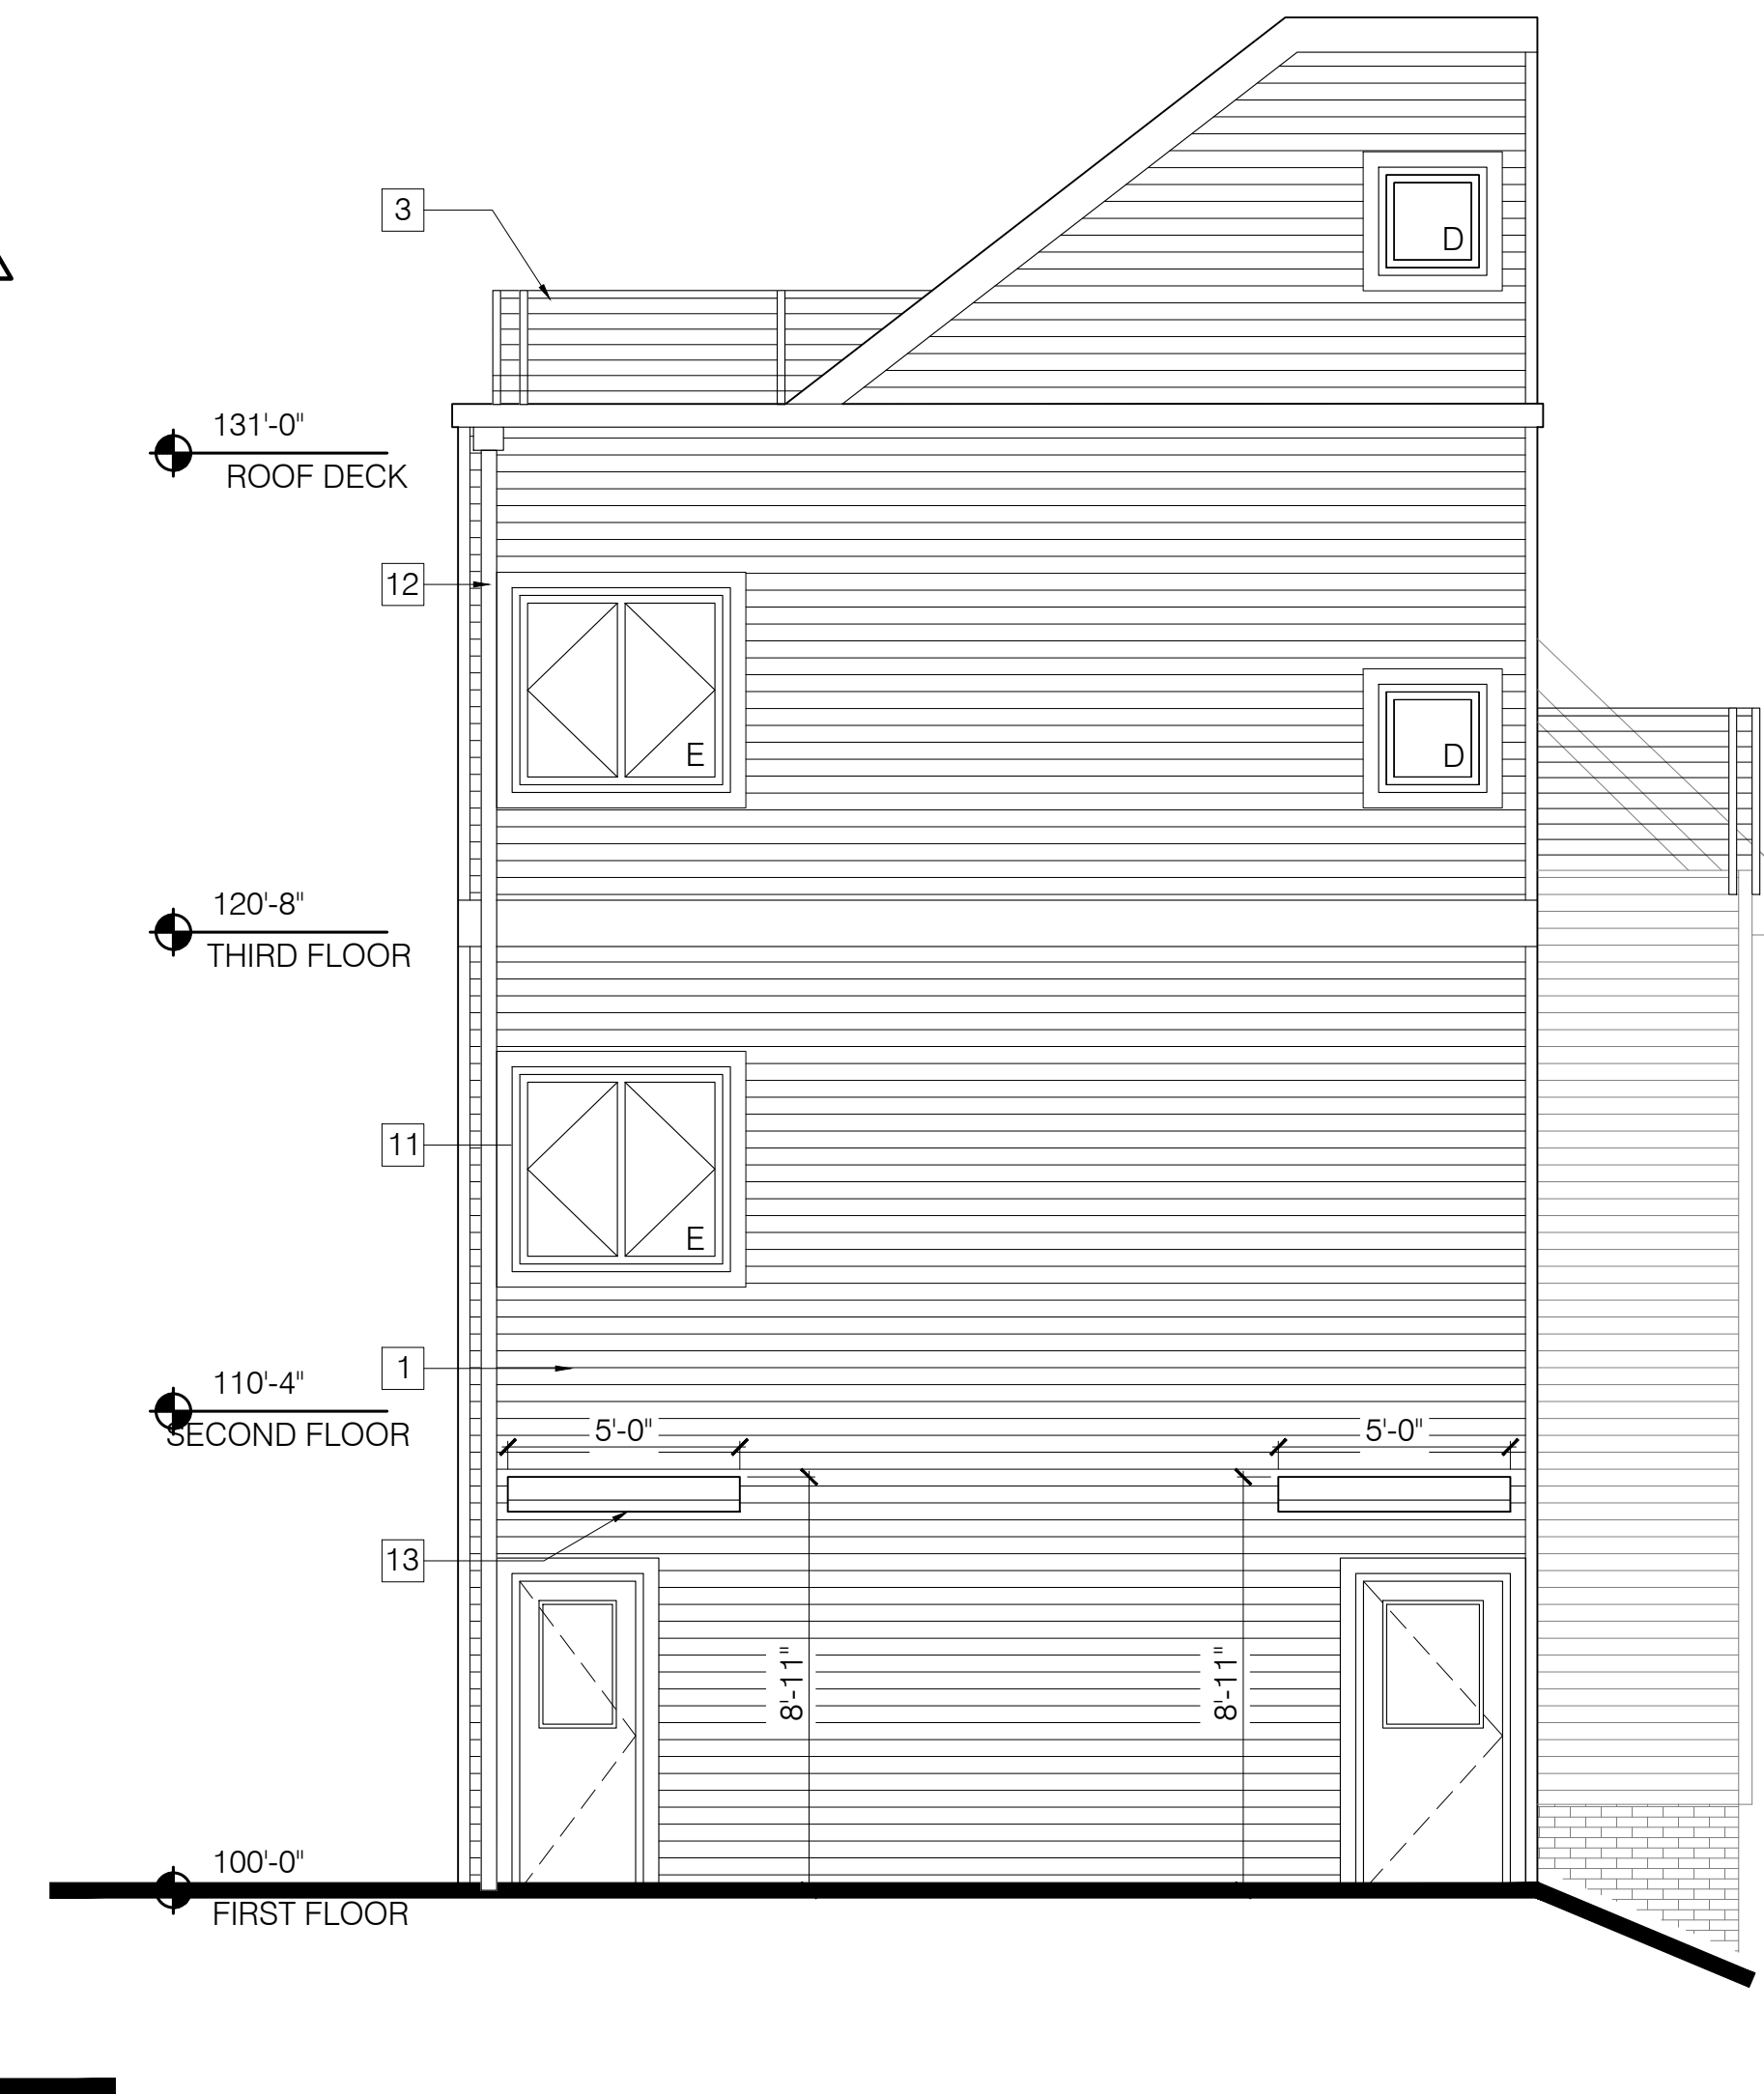 3
D
131'-0"
ROOF DECK
12
E
D
120'-8"
THIRD FLOOR
11
E
1
110'-4"
SECOND FLOOR
5'-0"
5'-0"
13
8'-11"
8'-11"
100'-0"
FIRST FLOOR